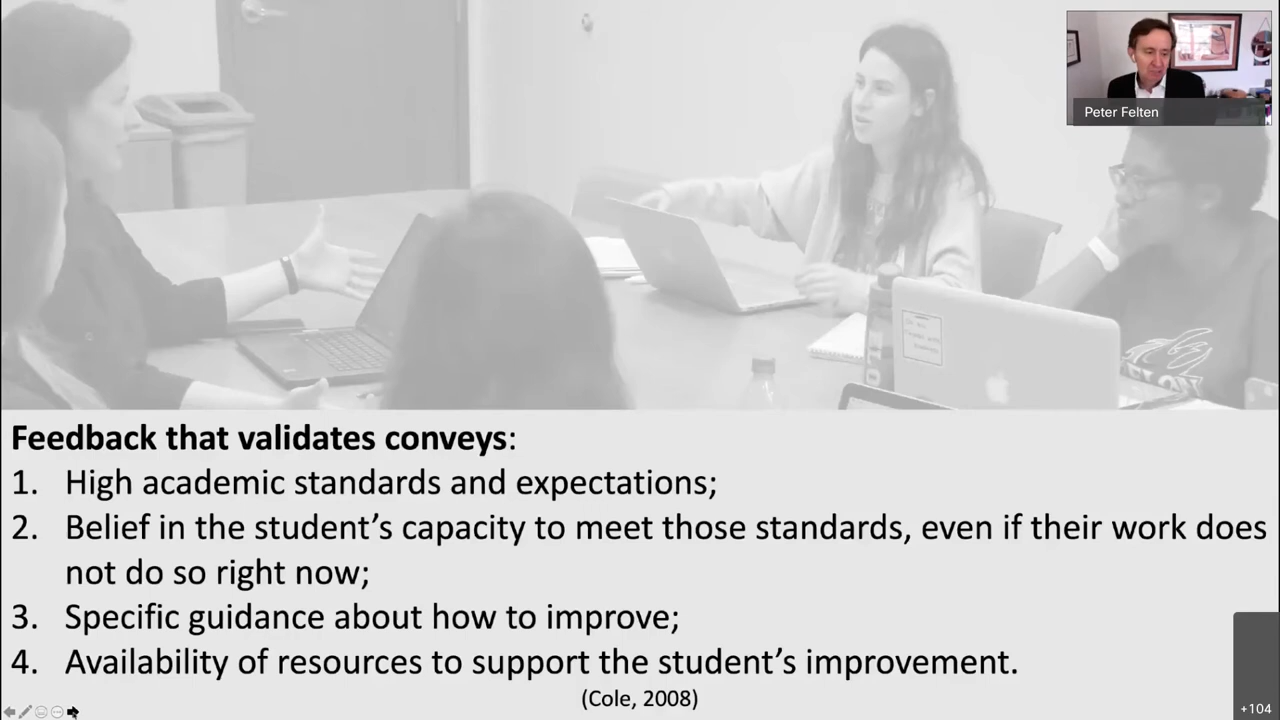 Peter Felten
Feedback that validates conveys:
1. High academic standards and expectations;
2. Belief in the student’s capacity to meet those standards, even if their work does
not do so right now;
3. Specific guidance about how to improve;
4. Availability of resources to support the student’s improvement.
(Cole, 2008)
+104